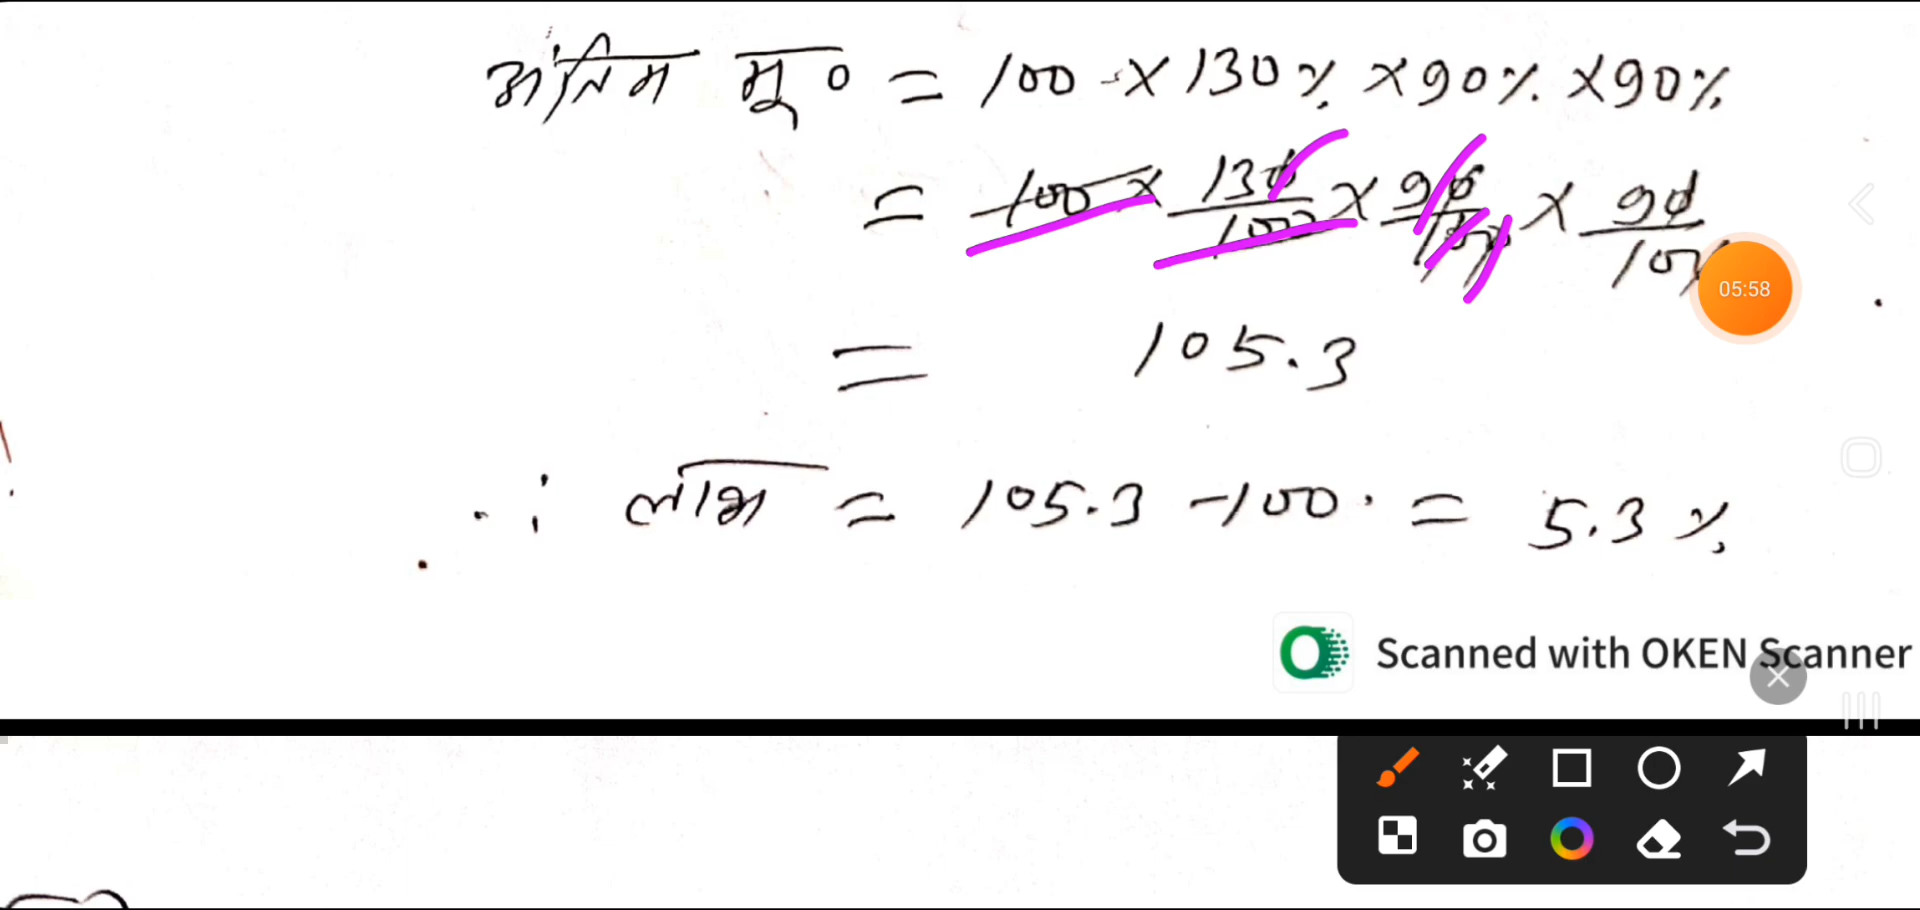 अंतिम मू० = 100 × 130% × 90% × 90%
= 100 × 130/100 × 90/100 × 90/100
05:58
= 105.3
∴ लाभ = 105.3 - 100 = 5.3%
Scanned with OKEN Scanner